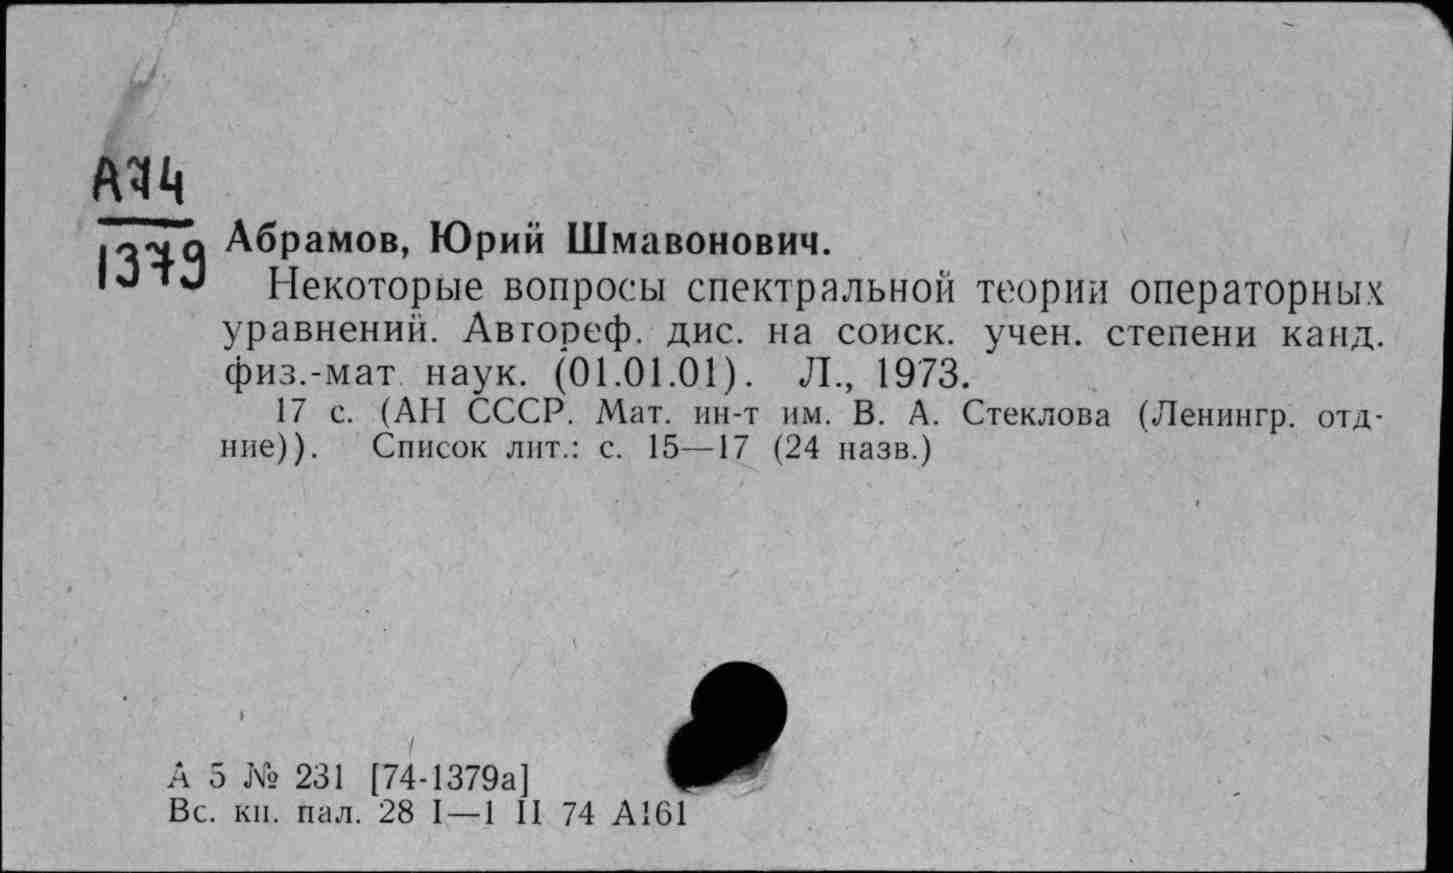 А74
1379
Абрамов, Юрий Шмавонович.
Некоторые вопросы спектральной теории операторных
уравнений. Автореф. дис. на соиск. учен. степени канд.
физ.-мат. наук. (01.01.01). Л., 1973.
17 с. (АН СССР. Мат. ин-т им. В. А. Стеклова (Ленингр. отд-
ние)). Список лит.: с. 15—17 (24 назв.)
А 5 № 231 [74-1379а]
Вс. кн. пал. 28 I—1 II 74 А161